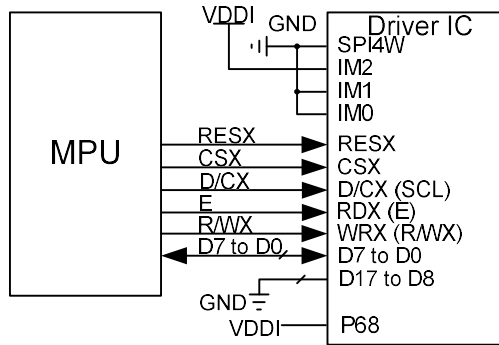 VDDI
GND
Driver IC
SPI4W
IM2
IM1
IM0
MPU
RESX
RESX
CSX
CSX
D/CX
D/CX (SCL)
E
RDX (E)
R/WX
WRX (R/WX)
D7 to D0
D7 to D0
D17 to D8
GND
VDDI
P68